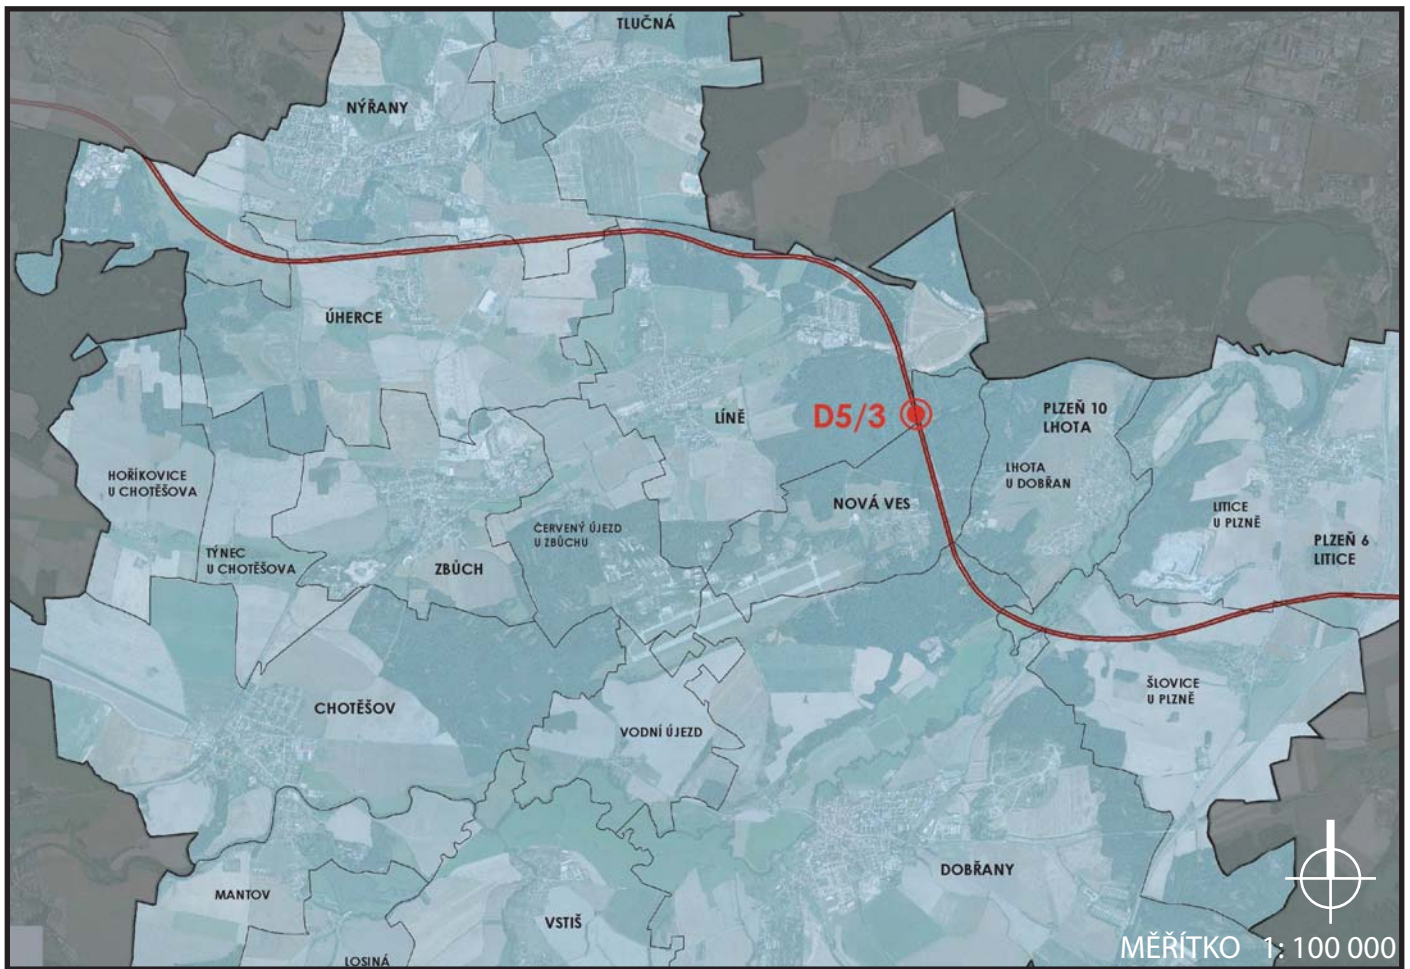 TLUČNÁ
NÝŘANY
ÚHERCE
LÍNĚ
D5/3
PLZEŇ 10
LHOTA
HOŘÍKOVICE
U CHOTĚŠOVA
LHOTA
U DOBŘAN
NOVÁ VES
LITICE
U PLZNĚ
ČERVENÝ ÚJEZD
U ZBŮCHU
PLZEŇ 6
LITICE
TÝNEC
U CHOTĚŠOVA
ZBŮCH
ŠLOVICE
U PLZNĚ
CHOTĚŠOV
VODNÍ ÚJEZD
DOBŘANY
MANTOV
VSTIŠ
MĚŘÍTKO 1: 100 000
LOSINÁ